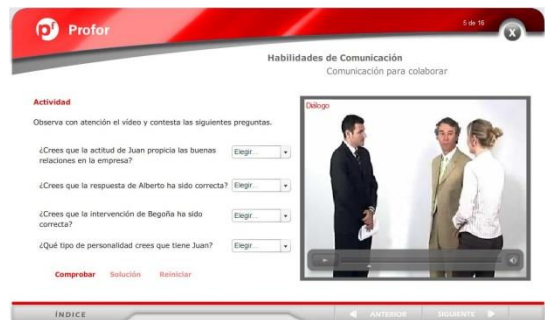 Profor
5 de 16
X
Habilidades de Comunicación
Comunicación para colaborar
Actividad
Observa con atención el vídeo y contesta las siguientes preguntas.
Diálogo
¿Crees que la actitud de Juan propicia las buenas
relaciones en la empresa?
Elegir...
¿Crees que la respuesta de Alberto ha sido correcta?
Elegir...
¿Crees que la intervención de Begoña ha sido
correcta?
Elegir...
¿Qué tipo de personalidad crees que tiene Juan?
Elegir...
Comprobar Solución Reiniciar
ÍNDICE
ANTERIOR SIGUIENTE